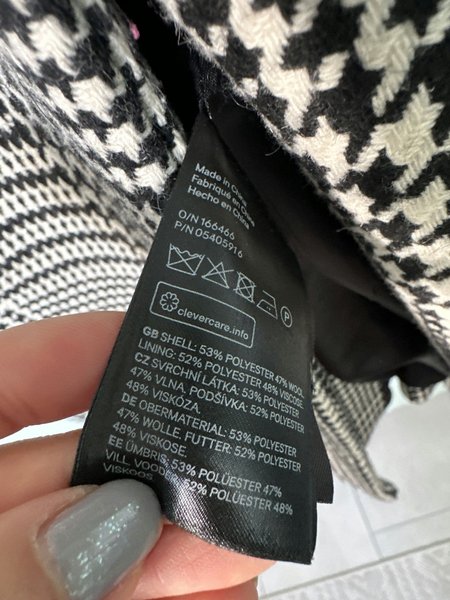 Made in China
Fabriqué en Chine
Hecho en China
O/N 166466
P/N 05405916
P
clevercare.info
GB SHELL: 53% POLYESTER 47% WOOL
LINING: 52% POLYESTER 48% VISCOSE
CZ SVRCHNÍ LÁTKA: 53% POLYESTER
47% VLNA. PODŠÍVKA: 52% POLYESTER
48% VISKÓZA.
DE OBERMATERIAL: 53% POLYESTER
47% WOLLE. FUTTER: 52% POLYESTER
48% VISKOSE.
EE ÜMBRIS: 53% POLÜESTER 47%
VILL. VOODER: 52% POLÜESTER 48%
VISKOOS